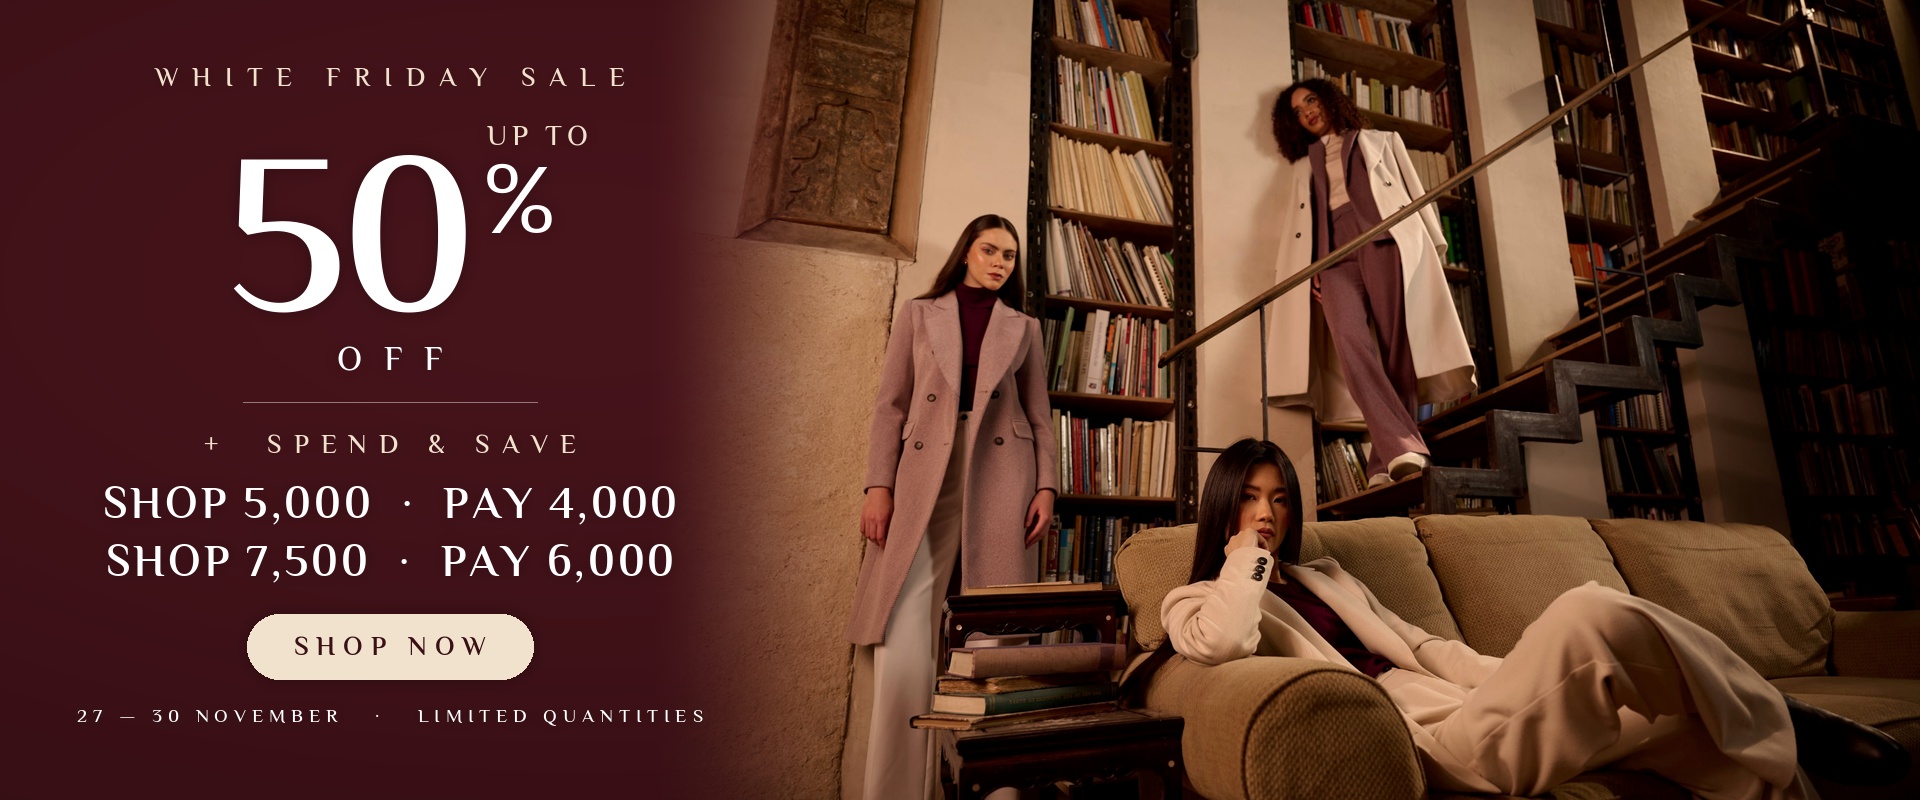 WHITE FRIDAY SALE
UP TO
50%
OFF
+ SPEND & SAVE
SHOP 5,000 · PAY 4,000
SHOP 7,500 · PAY 6,000
SHOP NOW
27 – 30 NOVEMBER · LIMITED QUANTITIES